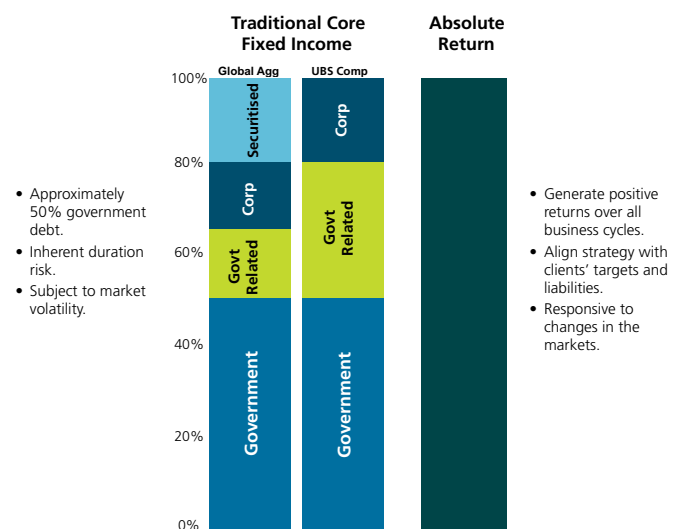 Traditional Core
Fixed Income
Absolute
Return
Global Agg
UBS Comp
100%
80%
60%
40%
20%
0%
Securitised
Corp
Govt
Related
Government
Corp
Govt
Related
Government
• Approximately
50% government
debt.
• Inherent duration
risk.
• Subject to market
volatility.
• Generate positive
returns over all
business cycles.
• Align strategy with
clients’ targets and
liabilities.
• Responsive to
changes in the
markets.